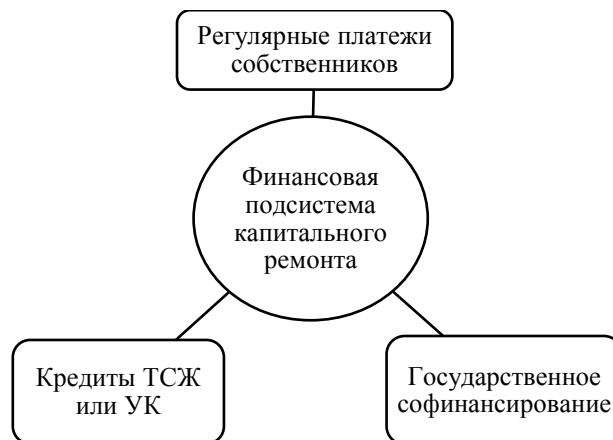 Регулярные платежи
собственников
Финансовая
подсистема
капитального
ремонта
Кредиты ТСЖ
или УК
Государственное
софинансирование